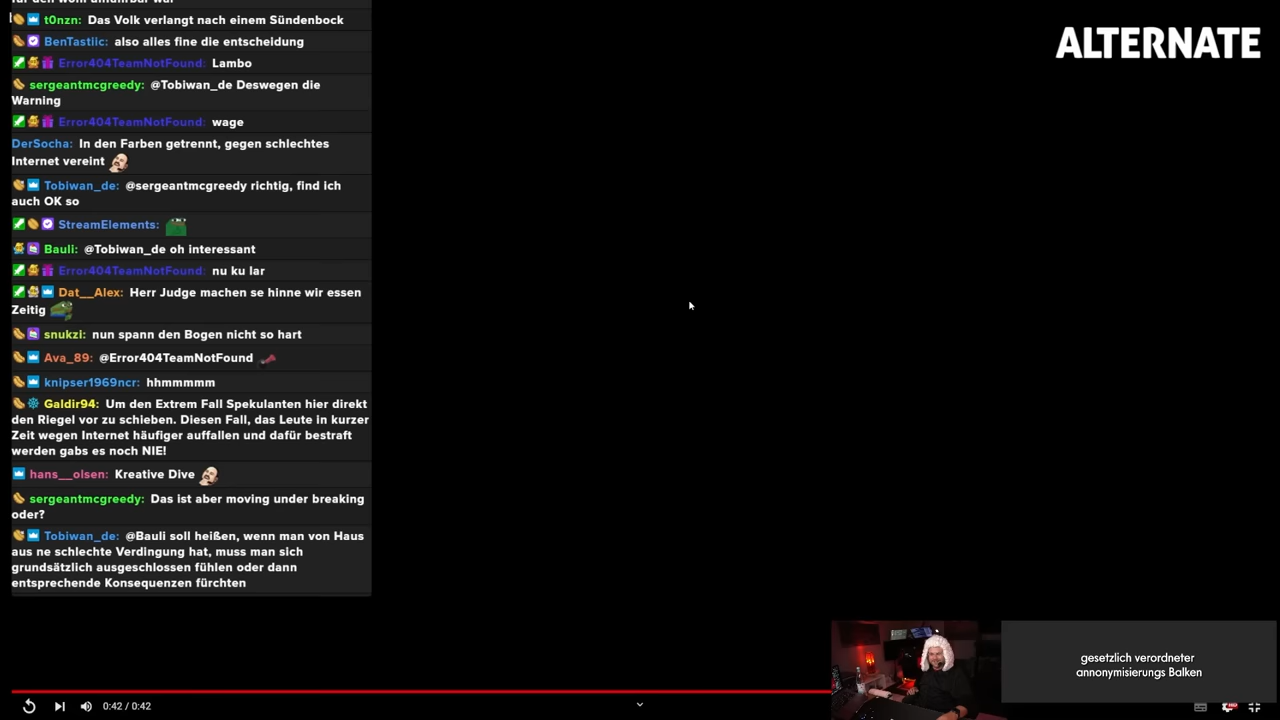 t0nzn: Das Volk verlangt nach einem Sündenbock
BenTastiic: also alles fine die entscheidung
Error404TeamNotFound: Lambo
sergeantmcgreedy: @Tobiwan_de Deswegen die
Warning
Error404TeamNotFound: wage
DerSocha: In den Farben getrennt, gegen schlechtes
Internet vereint
Tobiwan_de: @sergeantmcgreedy richtig, find ich
auch OK so
StreamElements:
Bauli: @Tobiwan_de oh interessant
Error404TeamNotFound: nu ku lar
Dat__Alex: Herr Judge machen se hinne wir essen
Zeitig
snukzi: nun spann den Bogen nicht so hart
Ava_89: @Error404TeamNotFound
knipser1969ncr: hhmmmmm
Galdir94: Um den Extrem Fall Spekulanten hier direkt
den Riegel vor zu schieben. Diesen Fall, das Leute in kurzer
Zeit wegen Internet häufiger auffallen und dafür bestraft
werden gabs es noch NIE!
hans__olsen: Kreative Dive
sergeantmcgreedy: Das ist aber moving under breaking
oder?
Tobiwan_de: @Bauli soll heißen, wenn man von Haus
aus ne schlechte Verdingung hat, muss man sich
grundsätzlich ausgeschlossen fühlen oder dann
entsprechende Konsequenzen fürchten
ALTERNATE
gesetzlich verordneter
annonymisierungs Balken
0:42 / 0:42